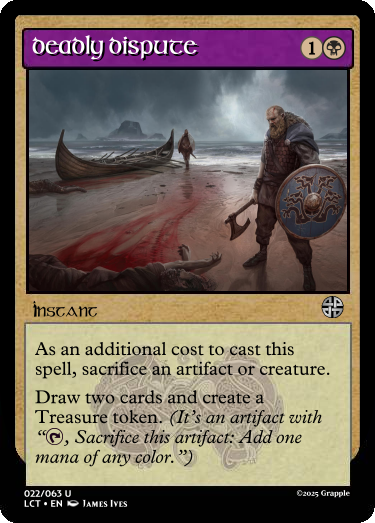 Deadly Dispute 1
Instant
As an additional cost to cast this
spell, sacrifice an artifact or creature.
Draw two cards and create a
Treasure token. (It's an artifact with
“, Sacrifice this artifact: Add one
mana of any color.”)
022/063 U
LCT • EN James Ives
©2025 Grapple